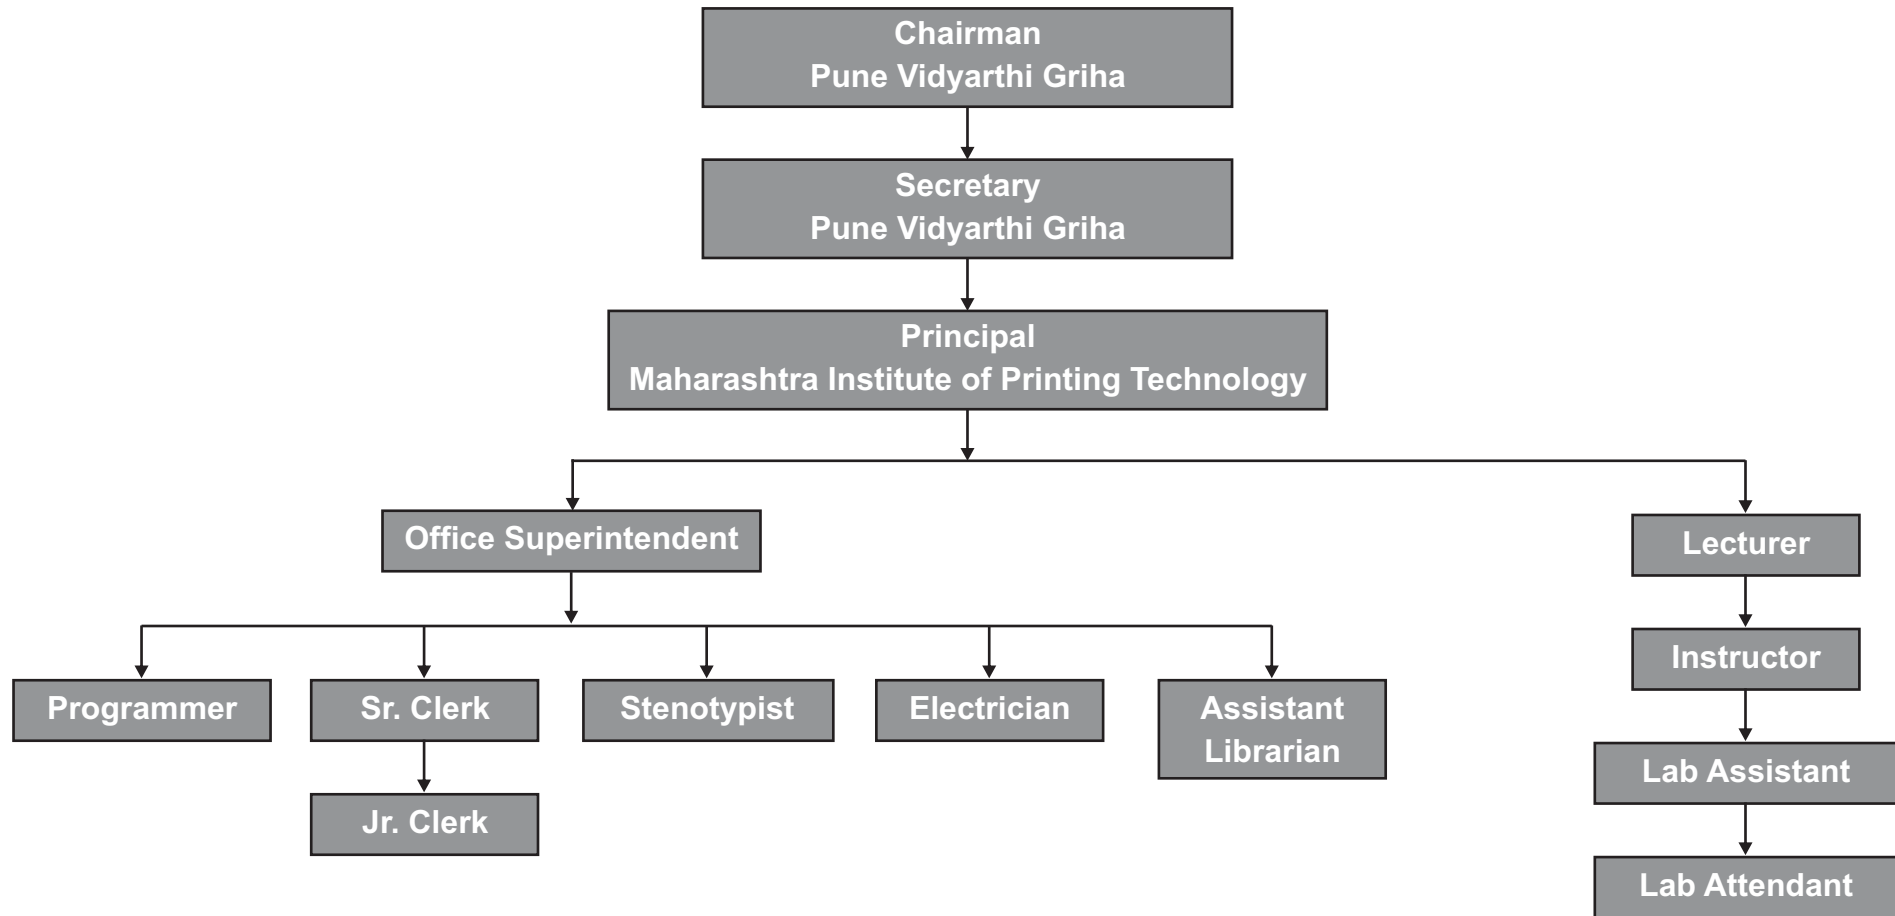 Chairman
Pune Vidyarthi Griha
Secretary
Pune Vidyarthi Griha
Principal
Maharashtra Institute of Printing Technology
Office Superintendent
Lecturer
Instructor
Programmer
Sr. Clerk
Stenotypist
Electrician
Assistant
Librarian
Lab Assistant
Jr. Clerk
Lab Attendant